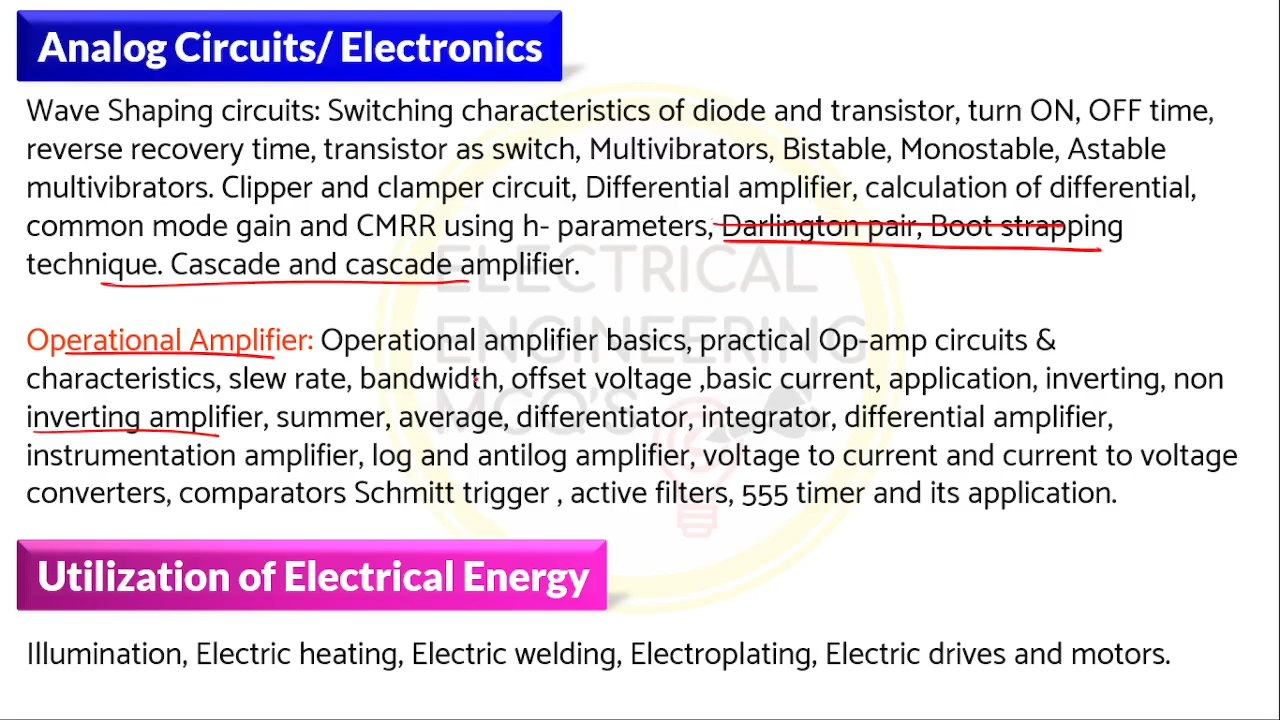 Analog Circuits/ Electronics
Wave Shaping circuits: Switching characteristics of diode and transistor, turn ON, OFF time,
reverse recovery time, transistor as switch, Multivibrators, Bistable, Monostable, Astable
multivibrators. Clipper and clamper circuit, Differential amplifier, calculation of differential,
common mode gain and CMRR using h- parameters, Darlington pair, Boot strapping
technique. Cascade and cascade amplifier.
Operational Amplifier: Operational amplifier basics, practical Op-amp circuits &
characteristics, slew rate, bandwidth, offset voltage ,basic current, application, inverting, non
inverting amplifier, summer, average, differentiator, integrator, differential amplifier,
instrumentation amplifier, log and antilog amplifier, voltage to current and current to voltage
converters, comparators Schmitt trigger , active filters, 555 timer and its application.
ELECTRICAL
ENGINEERING
MCQ'S
Utilization of Electrical Energy
Illumination, Electric heating, Electric welding, Electroplating, Electric drives and motors.